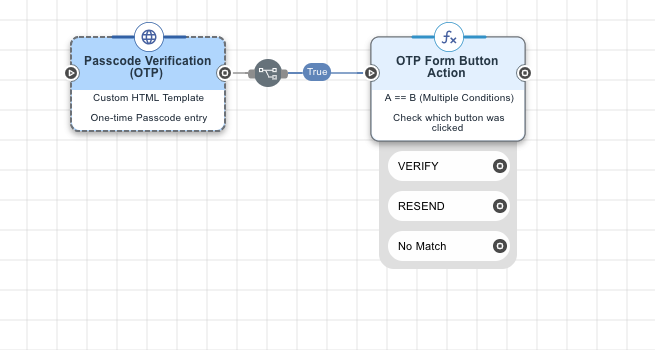 Passcode Verification
(OTP)
Custom HTML Template
One-time Passcode entry
True
fx
OTP Form Button
Action
A == B (Multiple Conditions)
Check which button was
clicked
VERIFY
RESEND
No Match